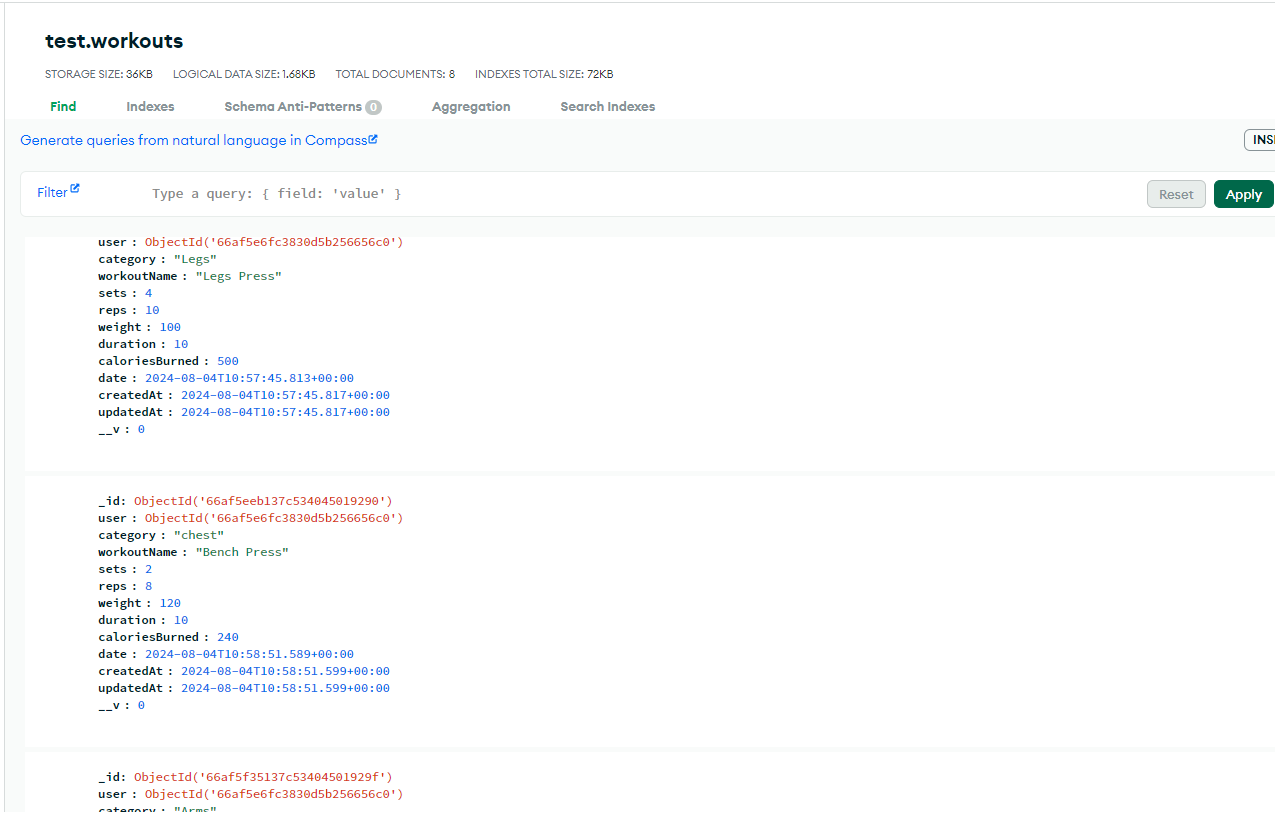 test.workouts
STORAGE SIZE: 36KB LOGICAL DATA SIZE: 1.68KB TOTAL DOCUMENTS: 8 INDEXES TOTAL SIZE: 72KB
Find Indexes Schema Anti-Patterns 0 Aggregation Search Indexes
Generate queries from natural language in Compass
INS
Filter Type a query: { field: 'value' } Reset Apply
user : ObjectId('66af5e6fc3830d5b256656c0')
category : "Legs"
workoutName : "Legs Press"
sets : 4
reps : 10
weight : 100
duration : 10
caloriesBurned : 500
date : 2024-08-04T10:57:45.813+00:00
createdAt : 2024-08-04T10:57:45.817+00:00
updatedAt : 2024-08-04T10:57:45.817+00:00
__v : 0
_id: ObjectId('66af5eeb137c534045019290')
user : ObjectId('66af5e6fc3830d5b256656c0')
category : "chest"
workoutName : "Bench Press"
sets : 2
reps : 8
weight : 120
duration : 10
caloriesBurned : 240
date : 2024-08-04T10:58:51.589+00:00
createdAt : 2024-08-04T10:58:51.599+00:00
updatedAt : 2024-08-04T10:58:51.599+00:00
__v : 0
_id: ObjectId('66af5f35137c53404501929f')
user : ObjectId('66af5e6fc3830d5b256656c0')
category : "Arms"